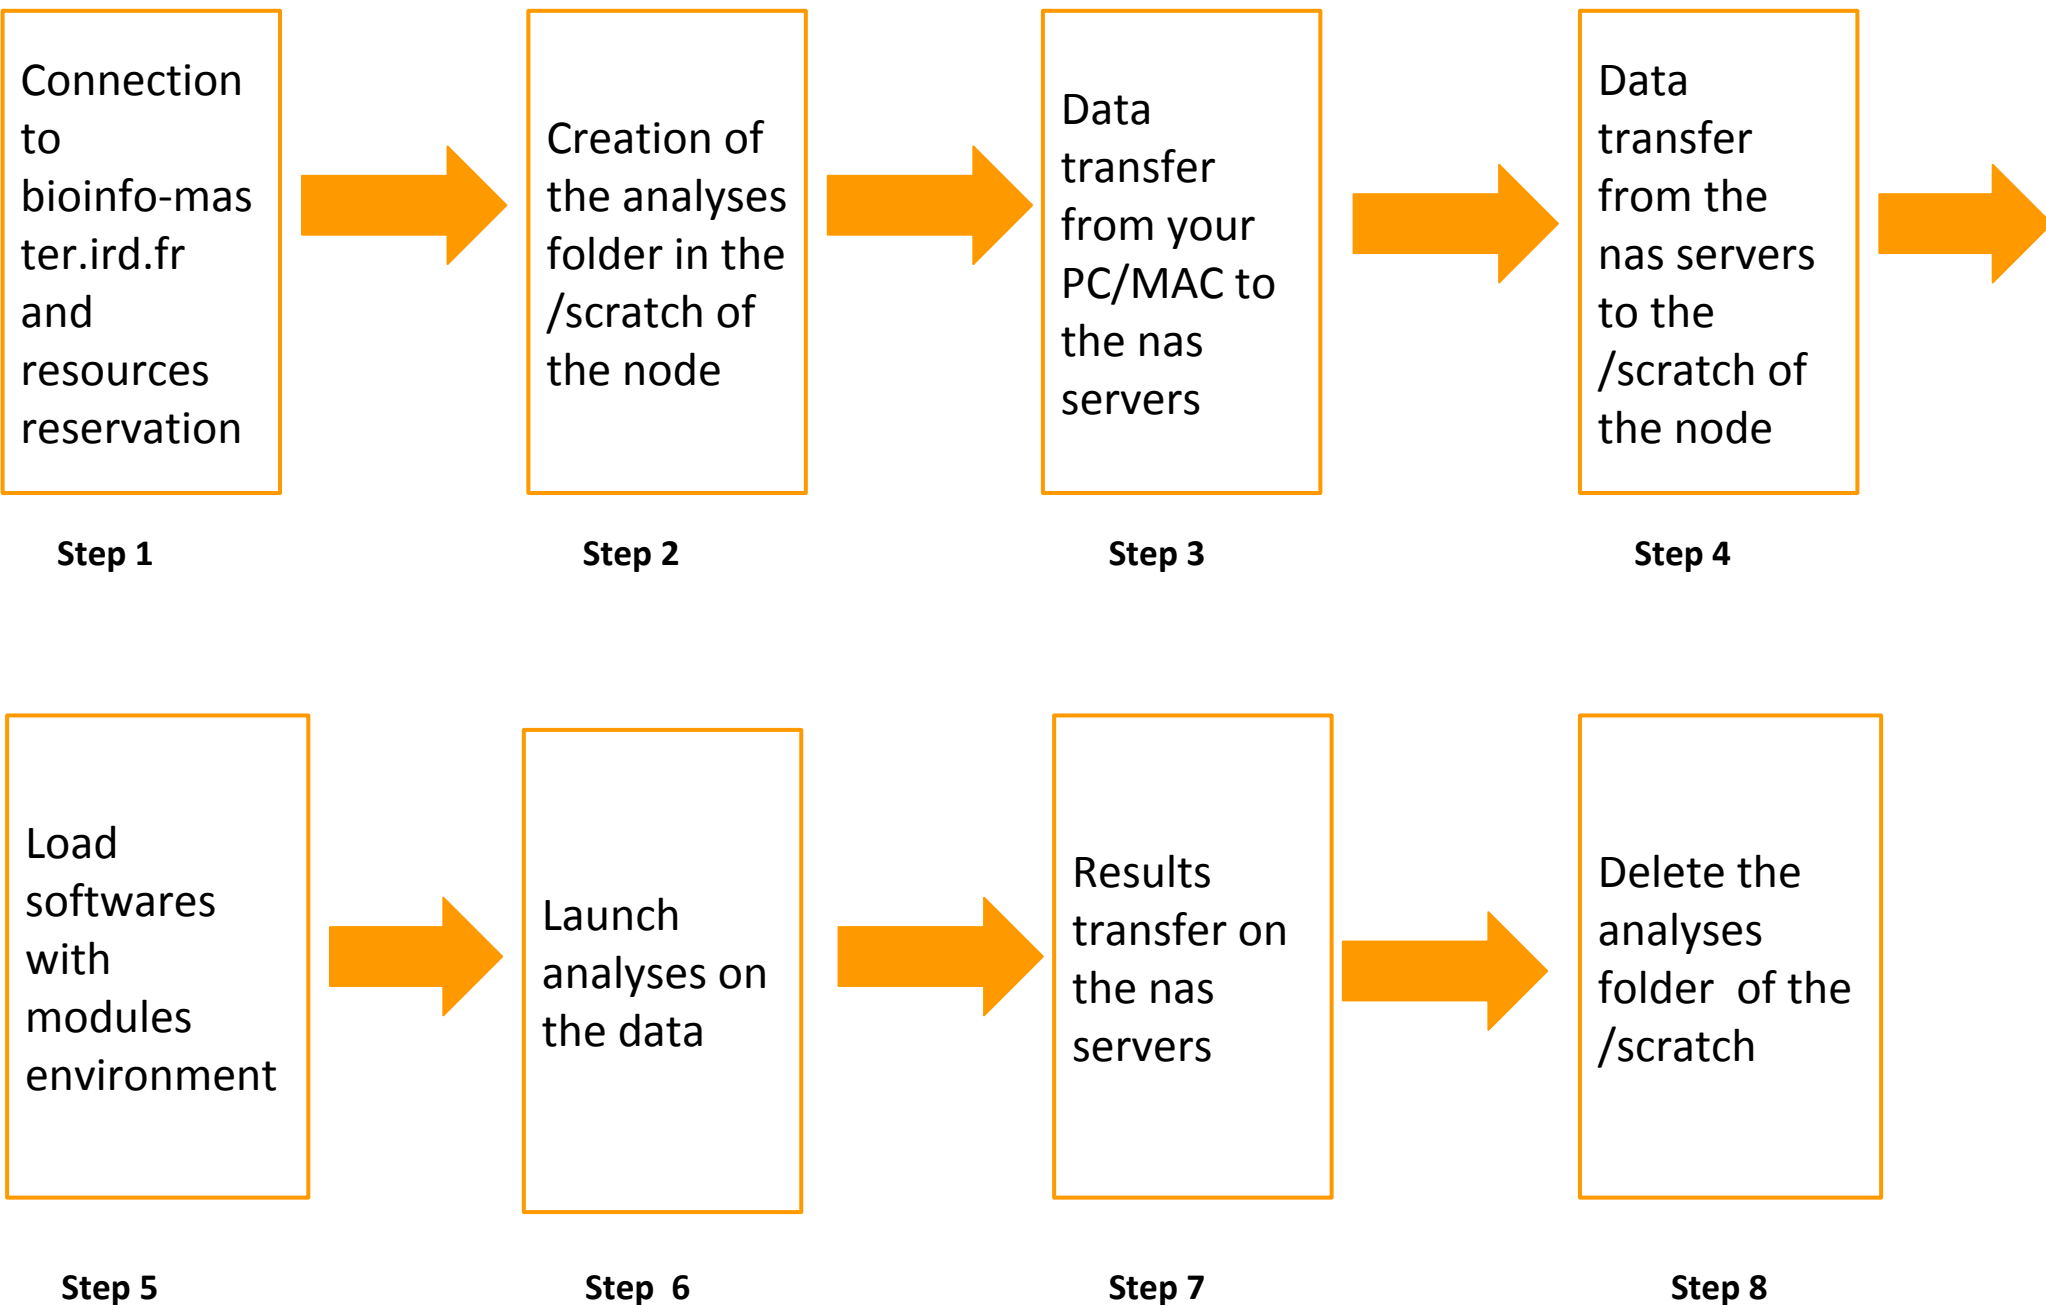 Connection
to
bioinfo-mas
ter.ird.fr
and
resources
reservation
Creation of
the analyses
folder in the
/scratch of
the node
Data
transfer
from your
PC/MAC to
the nas
servers
Data
transfer
from the
nas servers
to the
/scratch of
the node
Step 1
Step 2
Step 3
Step 4
Load
softwares
with
modules
environment
Launch
analyses on
the data
Results
transfer on
the nas
servers
Delete the
analyses
folder  of the
/scratch
Step 5
Step  6
Step 7
Step 8